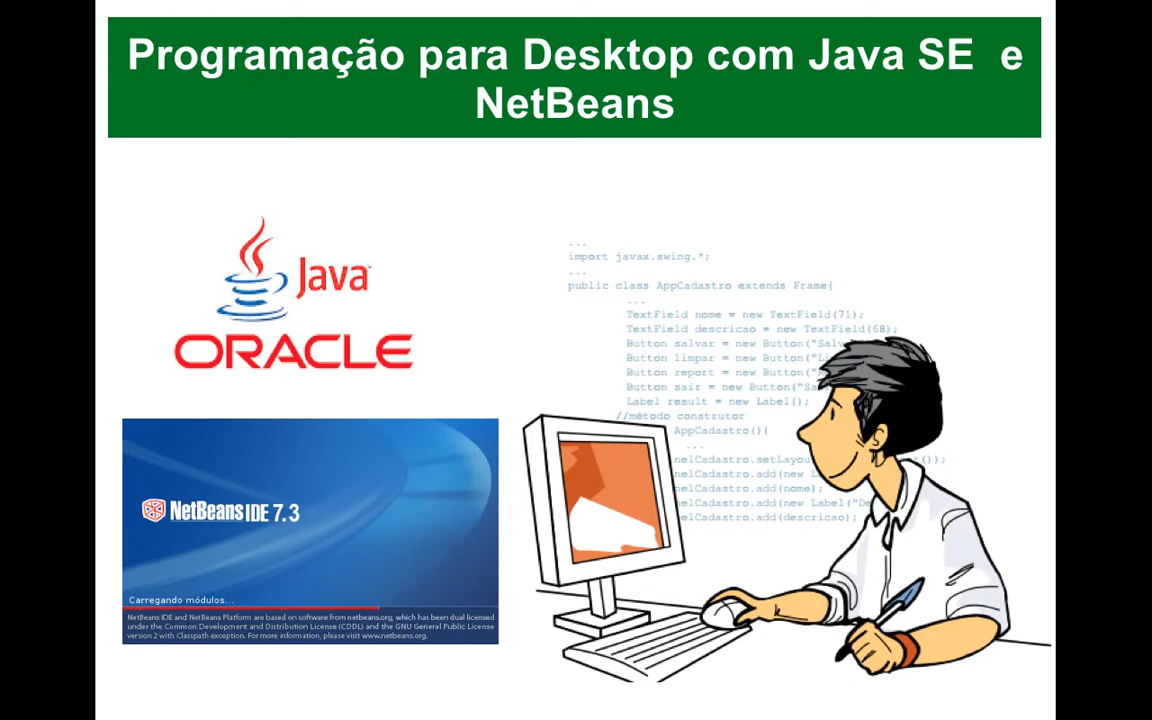 Programação para Desktop com Java SE e
NetBeans
Java
ORACLE
NetBeans IDE 7.3
Carregando módulos...
NetBeans IDE and NetBeans Platform are based on software from netbeans.org, which has been dual licensed
under the Common Development and Distribution License (CDDL) and the GNU General Public License
version 2 with Classpath exception. For more information, please visit www.netbeans.org.
...
import javax.swing.*;
...
public class AppCadastro extends Frame{
...
TextField nome = new TextField(71);
TextField descricao = new TextField(68);
Button salvar = new Button("Salv
Button limpar = new Button("Li
Button report = new Button("
Button sair = new Button("Sa
Label result = new Label();
//método construtor
AppCadastro(){
...
nelCadastro.setLayou ());
nelCadastro.add(new L
nelCadastro.add(nome);
nelCadastro.add(new Label("De
elCadastro.add(descricao);